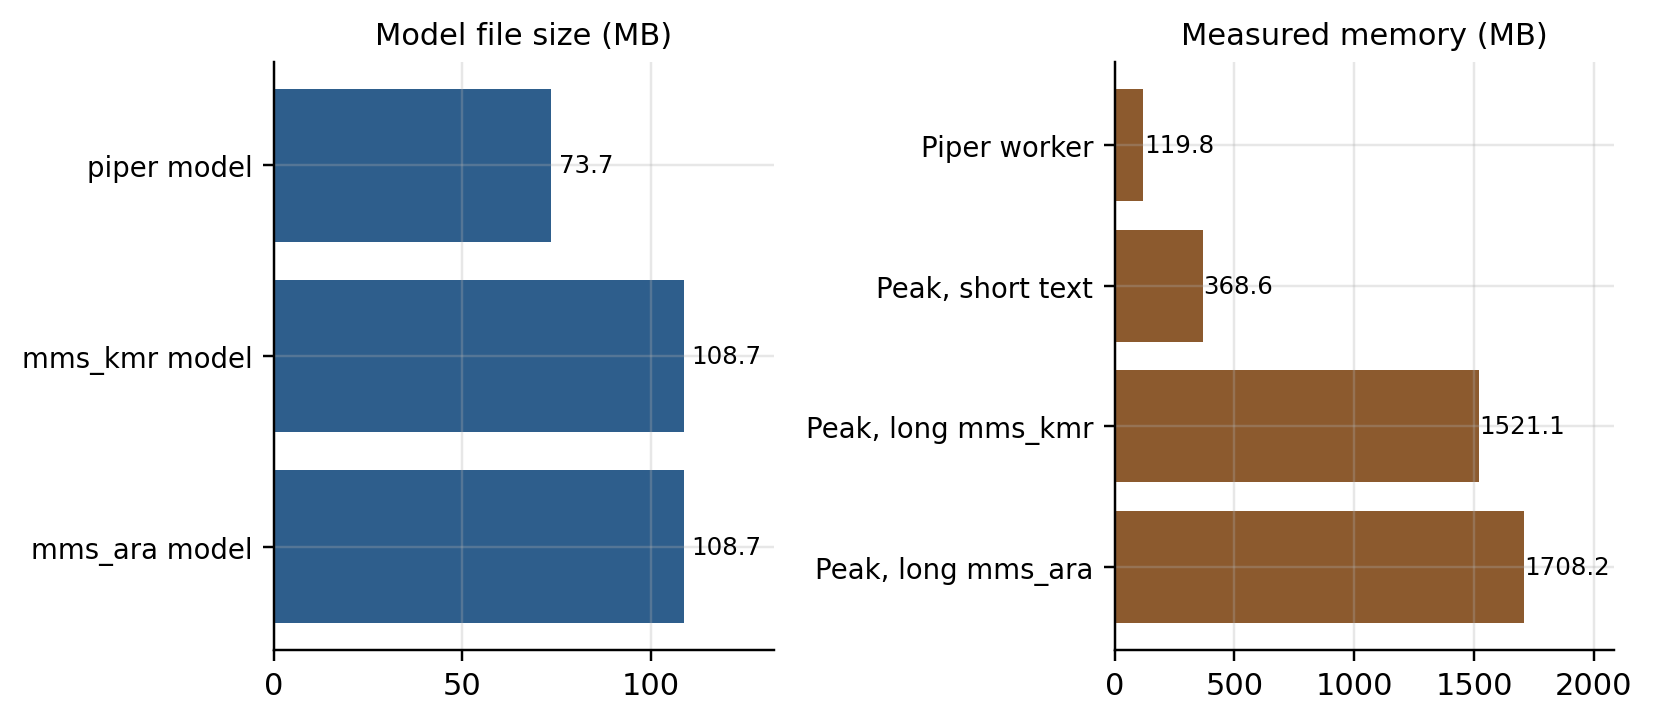 Model file size (MB)
piper model
73.7
mms_kmr model
108.7
mms_ara model
108.7
0
50
100
Measured memory (MB)
Piper worker
119.8
Peak, short text
368.6
Peak, long mms_kmr
1521.1
Peak, long mms_ara
1708.2
0
500
1000
1500
2000